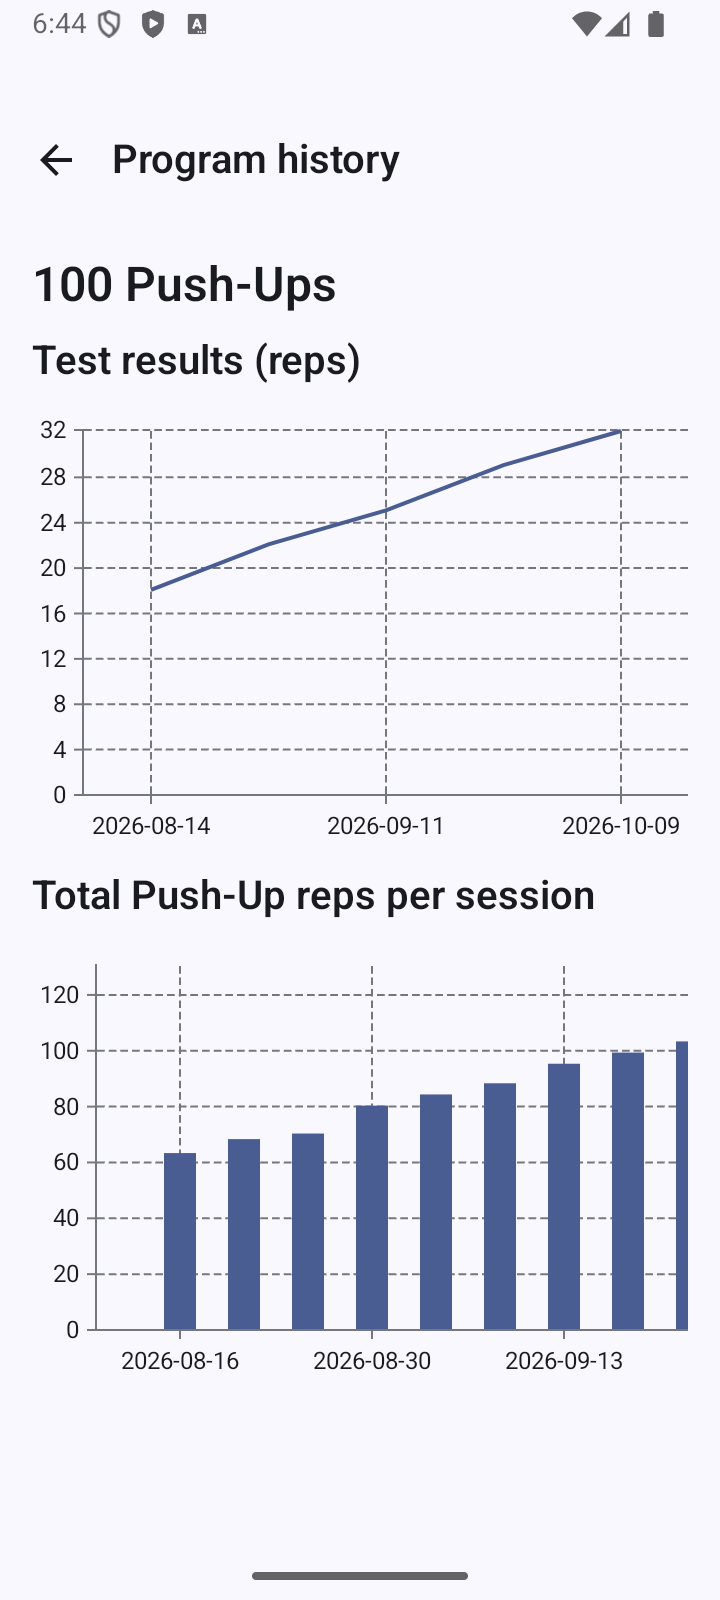 6:44
Program history
100 Push-Ups
Test results (reps)
32
28
24
20
16
12
8
4
0
2026-08-14 2026-09-11 2026-10-09
Total Push-Up reps per session
120
100
80
60
40
20
0
2026-08-16 2026-08-30 2026-09-13